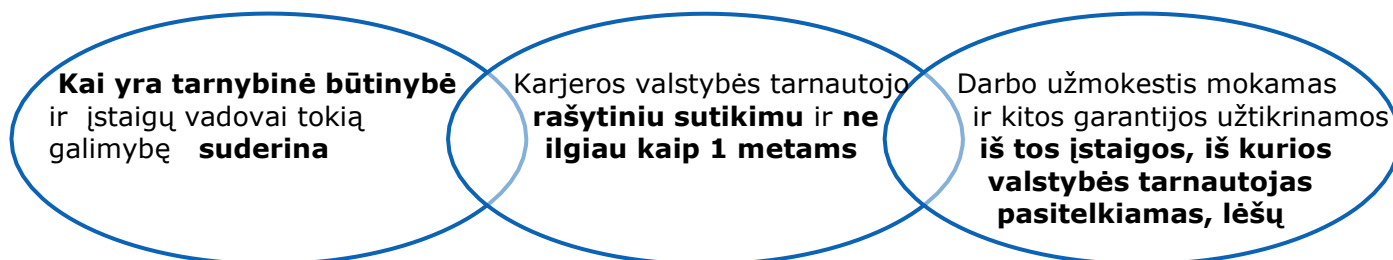 Kai yra tarnybinė būtinybė
ir įstaigų vadovai tokią
galimybę suderina
Karjeros valstybės tarnautojo
rašytiniu sutikimu ir ne
ilgiau kaip 1 metams
Darbo užmokestis mokamas
ir kitos garantijos užtikrinamos
iš tos įstaigos, iš kurios
valstybės tarnautojas
pasitelkiamas, lėšų